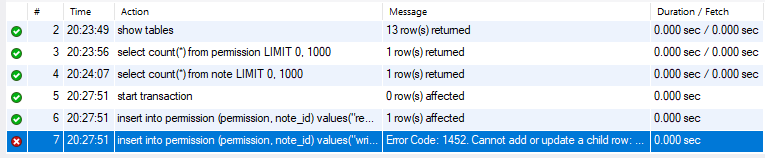 # Time Action Message Duration / Fetch
2 20:23:49 show tables 13 row(s) returned 0.000 sec / 0.000 sec
3 20:23:56 select count(*) from permission LIMIT 0, 1000 1 row(s) returned 0.000 sec / 0.000 sec
4 20:24:07 select count(*) from note LIMIT 0, 1000 1 row(s) returned 0.000 sec / 0.000 sec
5 20:27:51 start transaction 0 row(s) affected 0.000 sec
6 20:27:51 insert into permission (permission, note_id) values("re... 1 row(s) affected 0.000 sec
7 20:27:51 insert into permission (permission, note_id) values("wri... Error Code: 1452. Cannot add or update a child row: ... 0.000 sec